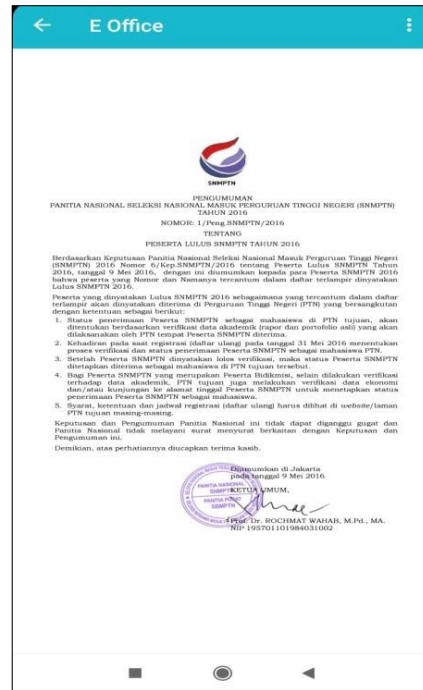 E Office
SNMPTN
PENGUMUMAN
PANITIA NASIONAL SELEKSI NASIONAL MASUK PERGURUAN TINGGI NEGERI (SNMPTN)
TAHUN 2016
NOMOR: 1/Peng.SNMPTN/2016
TENTANG
PESERTA LULUS SNMPTN TAHUN 2016
Berdasarkan Keputusan Panitia Nasional Seleksi Nasional Masuk Perguruan Tinggi Negeri
(SNMPTN) 2016 Nomor 6/Kep.SNMPTN/2016 tentang Peserta Lulus SNMPTN Tahun
2016, tanggal 9 Mei 2016, dengan ini diumumkan kepada para Peserta SNMPTN 2016
bahwa peserta yang Nomor dan Namanya tercantum dalam daftar terlampir dinyatakan
Lulus SNMPTN 2016.
Peserta yang dinyatakan Lulus SNMPTN 2016 sebagaimana yang tercantum dalam daftar
terlampir akan dinyatakan diterima di Perguruan Tinggi Negeri (PTN) yang bersangkutan
dengan ketentuan sebagai berikut:
1. Status penerimaan Peserta SNMPTN sebagai mahasiswa di PTN tujuan, akan
ditentukan berdasarkan verifikasi data akademik (rapor dan portofolio asli) yang akan
dilaksanakan oleh PTN tempat Peserta SNMPTN diterima.
2. Kehadiran pada saat registrasi (daftar ulang) pada tanggal 31 Mei 2016 menentukan
proses verifikasi dan status penerimaan Peserta SNMPTN sebagai mahasiswa PTN.
3. Setelah Peserta SNMPTN dinyatakan lolos verifikasi, maka status Peserta SNMPTN
ditetapkan diterima sebagai mahasiswa di PTN tujuan tersebut.
4. Bagi Peserta SNMPTN yang merupakan Peserta Bidikmisi, selain dilakukan verifikasi
terhadap data akademik, PTN tujuan juga melakukan verifikasi data ekonomi
dan/atau kunjungan ke alamat tinggal Peserta SNMPTN untuk menetapkan status
penerimaan Peserta SNMPTN sebagai mahasiswa.
5. Syarat, ketentuan dan jadwal registrasi (daftar ulang) harus dilihat di website/laman
PTN tujuan masing-masing.
Keputusan dan Pengumuman Panitia Nasional ini tidak dapat diganggu gugat dan
Panitia Nasional tidak melayani surat menyurat berkaitan dengan Keputusan dan
Pengumuman ini.
Demikian, atas perhatiannya diucapkan terima kasih.
Diumumkan di Jakarta
pada tanggal 9 Mei 2016
KETUA UMUM,
PANITIA NASIONAL
SNMPTN
PANITIA PUSAT
SNMPTN
Prof. Dr. ROCHMAT WAHAB, M.Pd., MA.
NIP 195701101984031002